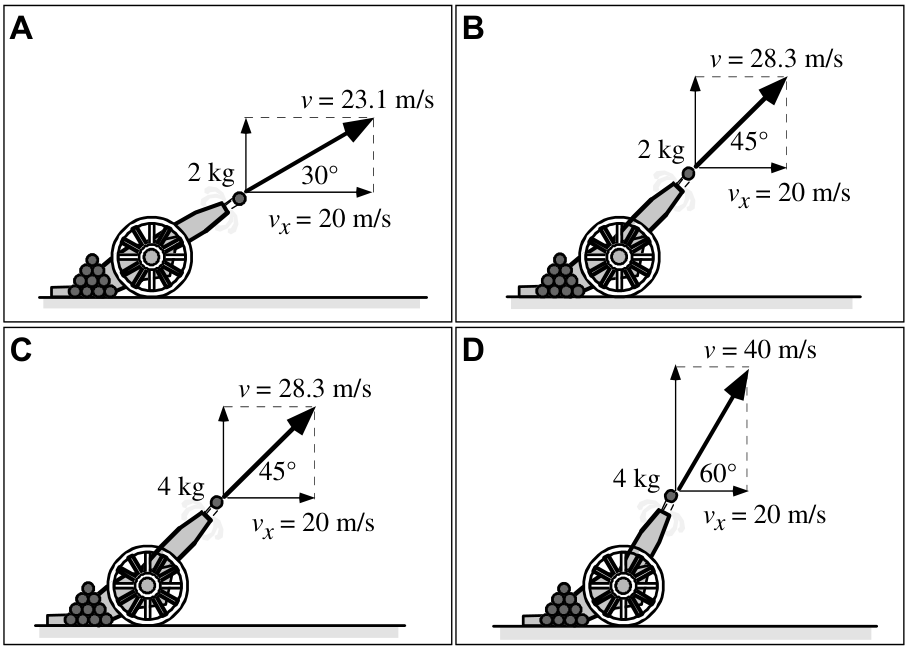 A
v = 23.1 m/s
2 kg
30°
vx = 20 m/s
B
v = 28.3 m/s
45°
2 kg
vx = 20 m/s
C
v = 28.3 m/s
45°
4 kg
vx = 20 m/s
D
v = 40 m/s
60°
4 kg
vx = 20 m/s